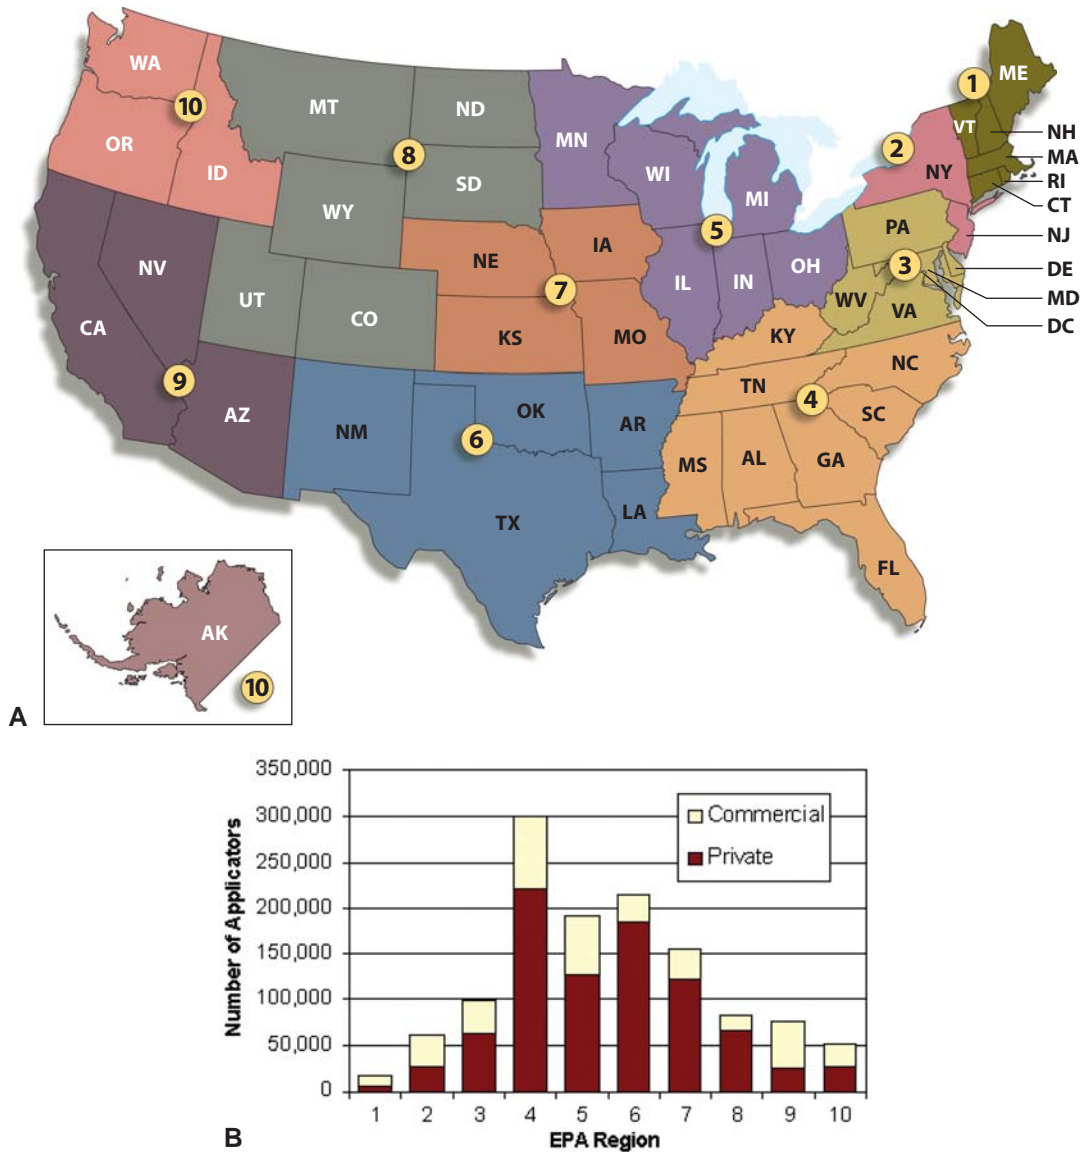 WA
MT
ND
MN
ME
1
10
OR
ID
8
SD
WI
MI
2
NY
VT
NH
MA
RI
CT
NJ
WY
5
PA
3
DE
MD
DC
NV
UT
CO
NE
IA
7
IL
IN
OH
WV
VA
CA
KS
MO
KY
NC
9
AZ
TN
4
SC
NM
OK
6
AR
MS
AL
GA
TX
LA
FL
AK
10
A
350,000
300,000
250,000
200,000
150,000
100,000
50,000
0
Number of Applicators
Commercial
Private
1 2 3 4 5 6 7 8 9 10
EPA Region
B